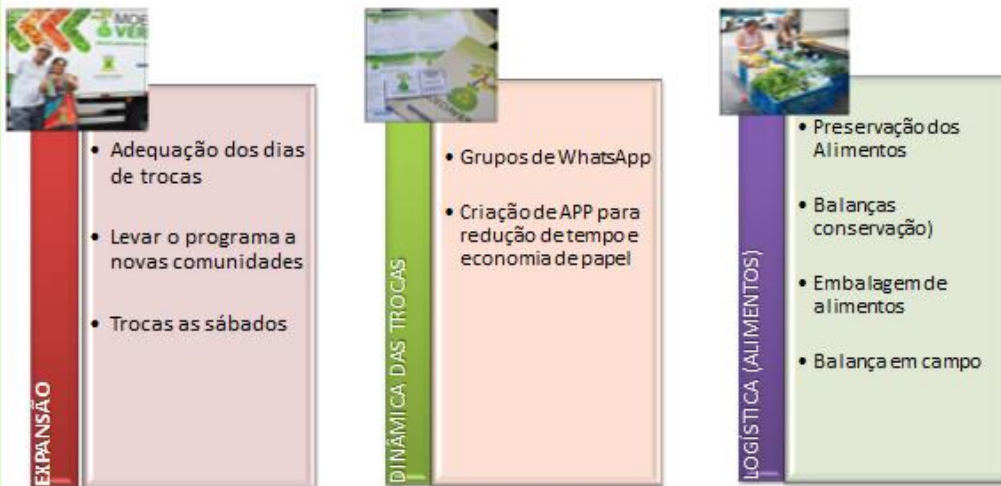 MOE
VER
EXPANSÃO
• Adequação dos dias
de trocas
• Levar o programa a
novas comunidades
• Trocas as sábados
DINÂMICA DAS TROCAS
• Grupos de WhatsApp
• Criação de APP para
redução de tempo e
economia de papel
LOGÍSTICA (ALIMENTOS)
• Preservação dos
Alimentos
• Balanças
conservação)
• Embalagem de
alimentos
• Balança em campo